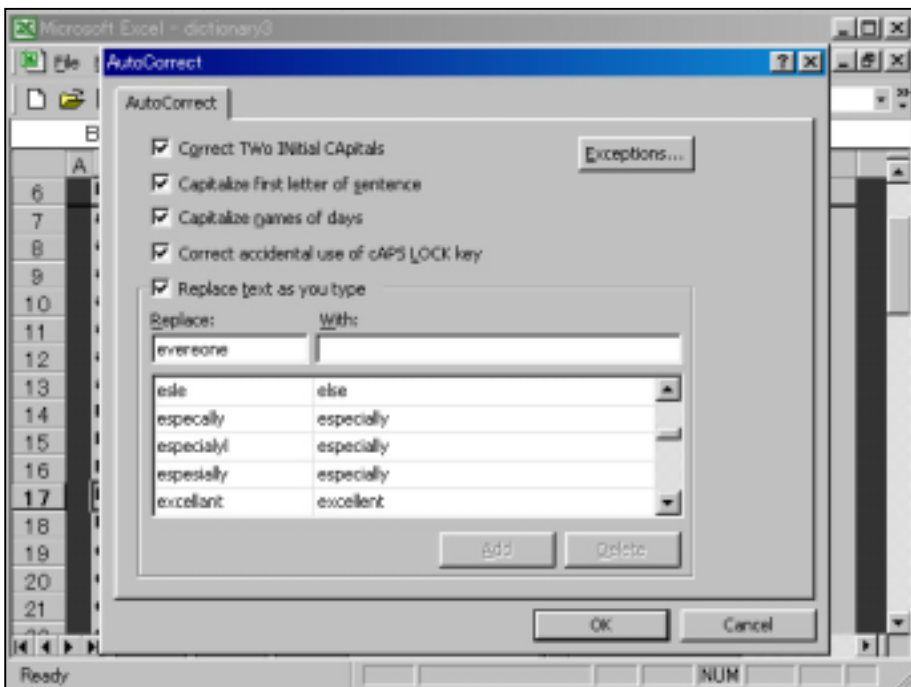 Microsoft Excel - dictionary3
File
AutoCorrect
AutoCorrect
B
Correct TWo INitial CApitals
Exceptions...
Capitalize first letter of sentence
Capitalize names of days
Correct accidental use of cAPS LOCK key
Replace text as you type
Replace: With:
evereone
esle else
especally especially
especialyl especially
espesially especially
excellant excellent
Add Delete
OK Cancel
A
6
7
8
9
10
11
12
13
14
15
16
17
18
19
20
21
Ready NUM